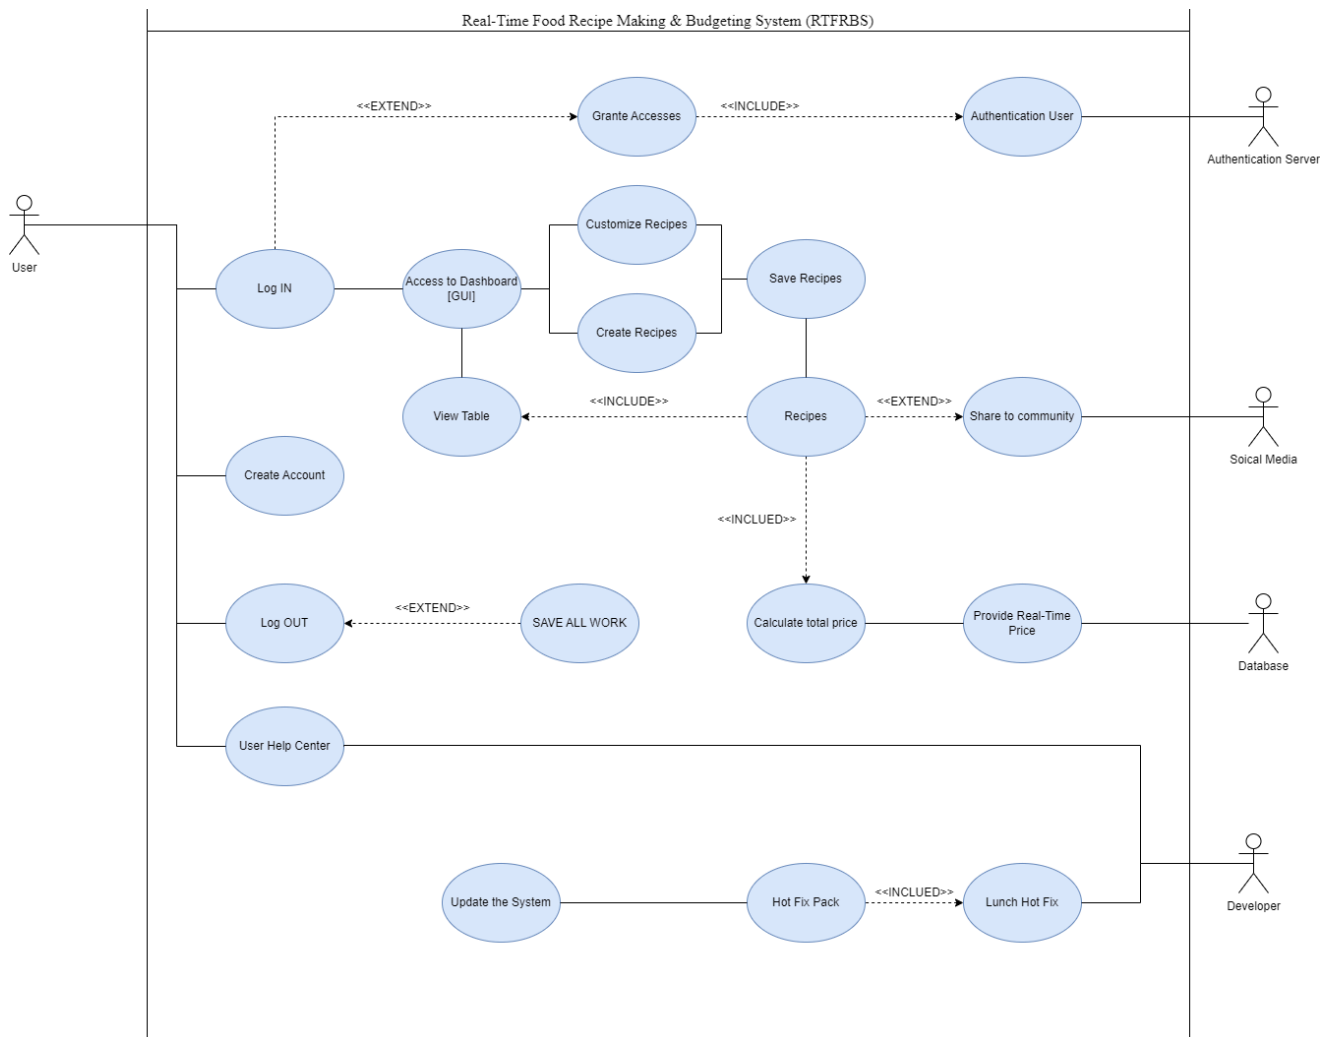 Real-Time Food Recipe Making & Budgeting System (RTFRBS)
<<EXTEND>>
Grante Accesses
<<INCLUDE>>
Authentication User
Authentication Server
User
Customize Recipes
Log IN
Access to Dashboard
[GUI]
Save Recipes
Create Recipes
View Table
<<INCLUDE>>
Recipes
<<EXTEND>>
Share to community
Soical Media
Create Account
<<INCLUED>>
Log OUT
<<EXTEND>>
SAVE ALL WORK
Calculate total price
Provide Real-Time
Price
Database
User Help Center
Update the System
Hot Fix Pack
<<INCLUED>>
Lunch Hot Fix
Developer